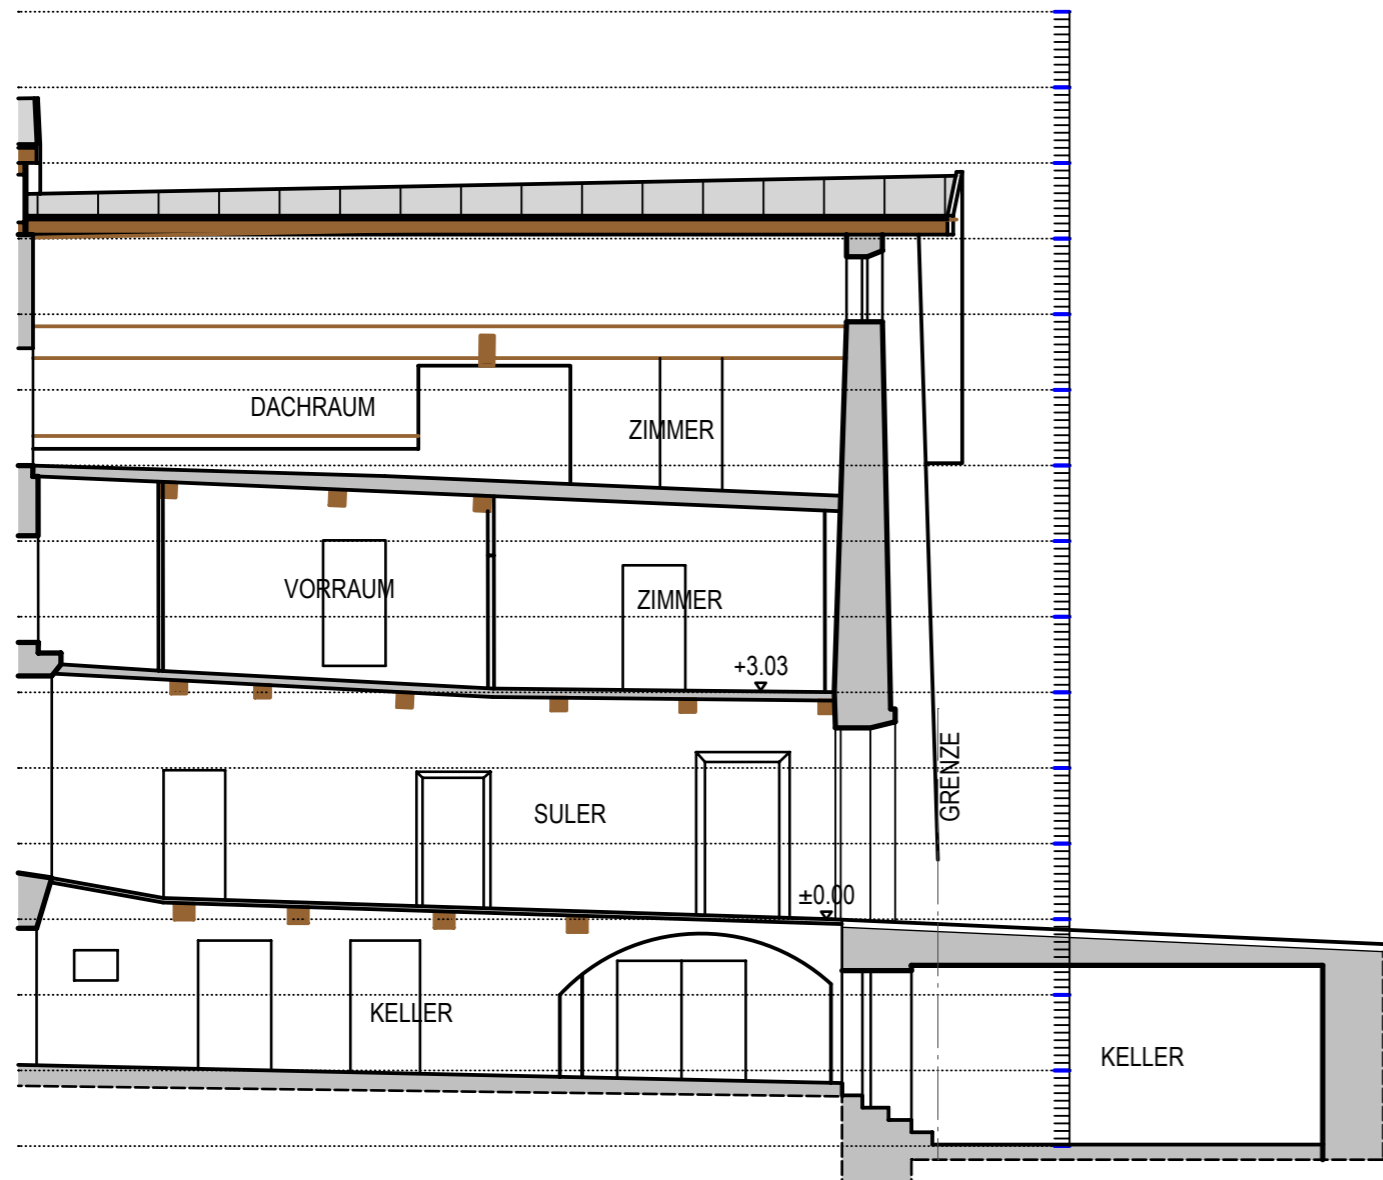 DACHRAUM
ZIMMER
VORRAUM
ZIMMER
+3.03
GRENZE
SULER
±0.00
KELLER
KELLER